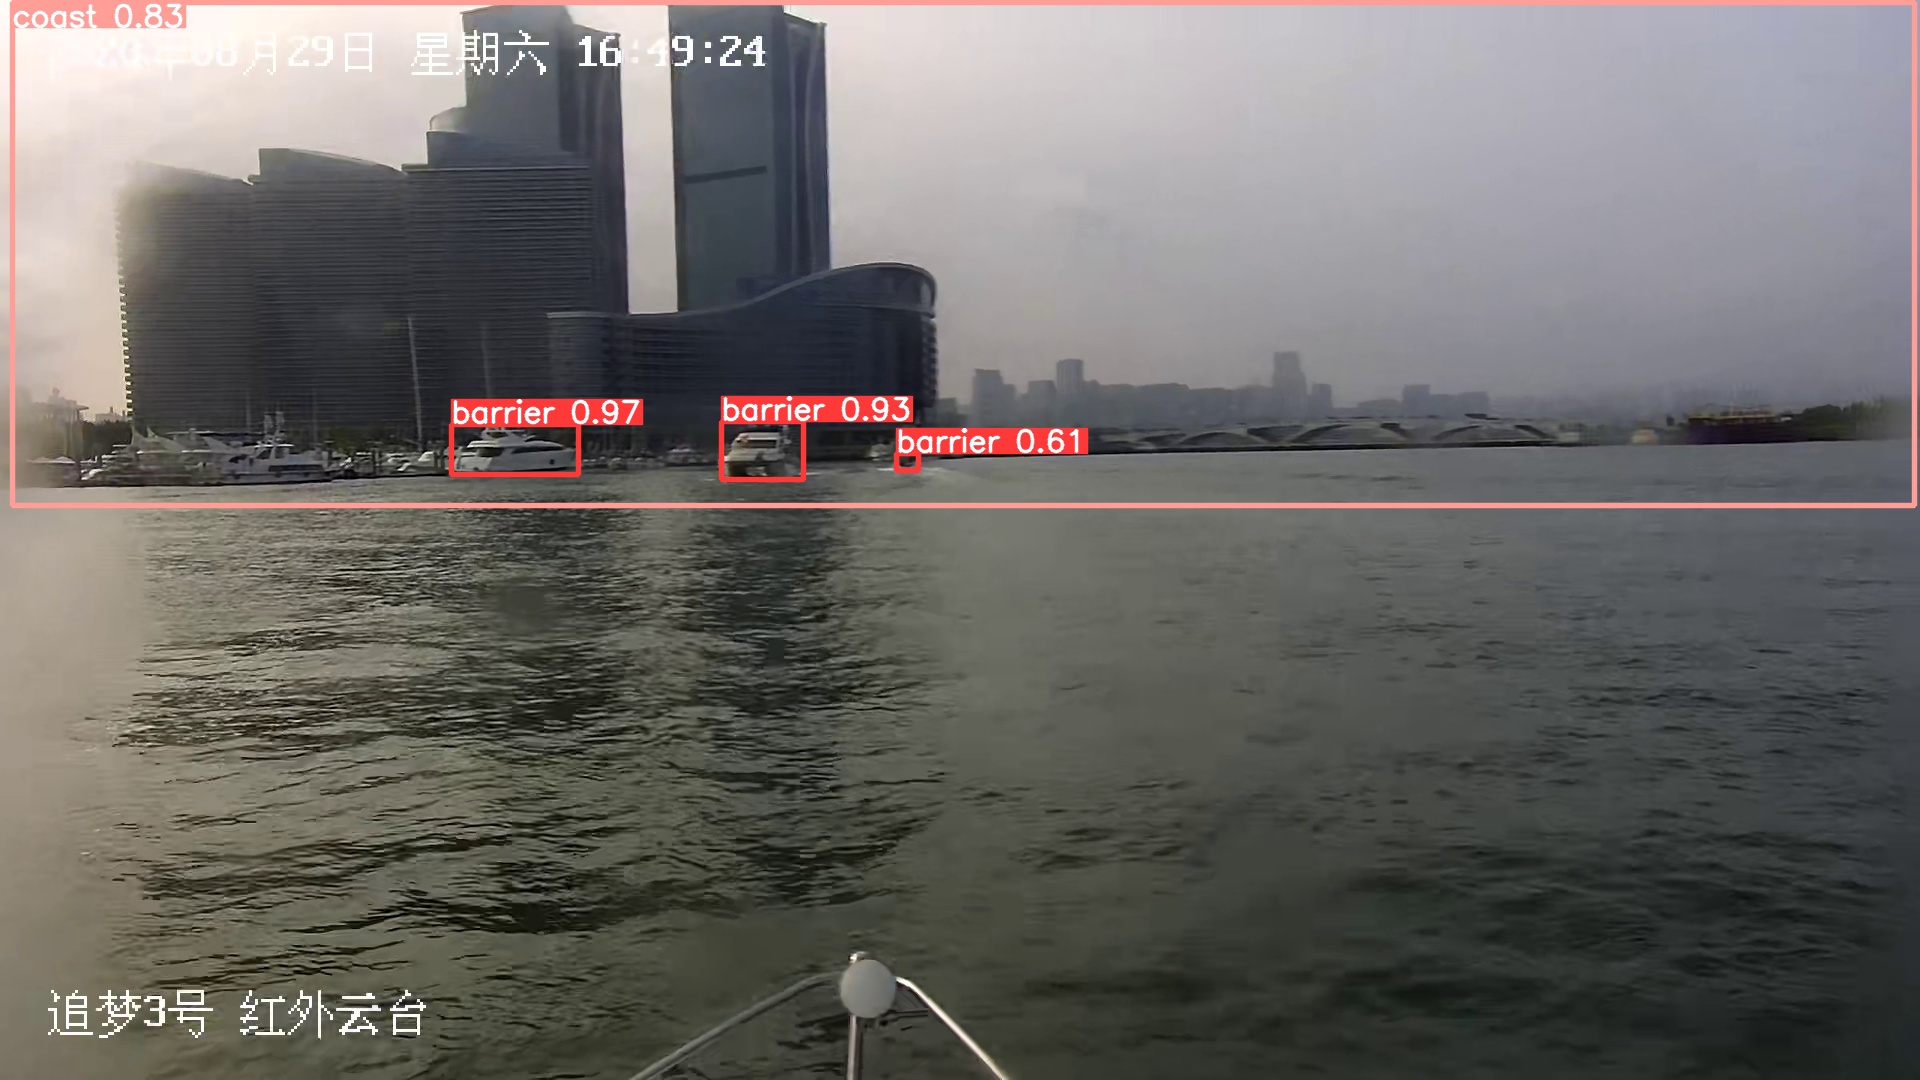 coast 0.83
月29日 星期六 16:49:24
barrier 0.97
barrier 0.93
barrier 0.61
追梦3号 红外云台